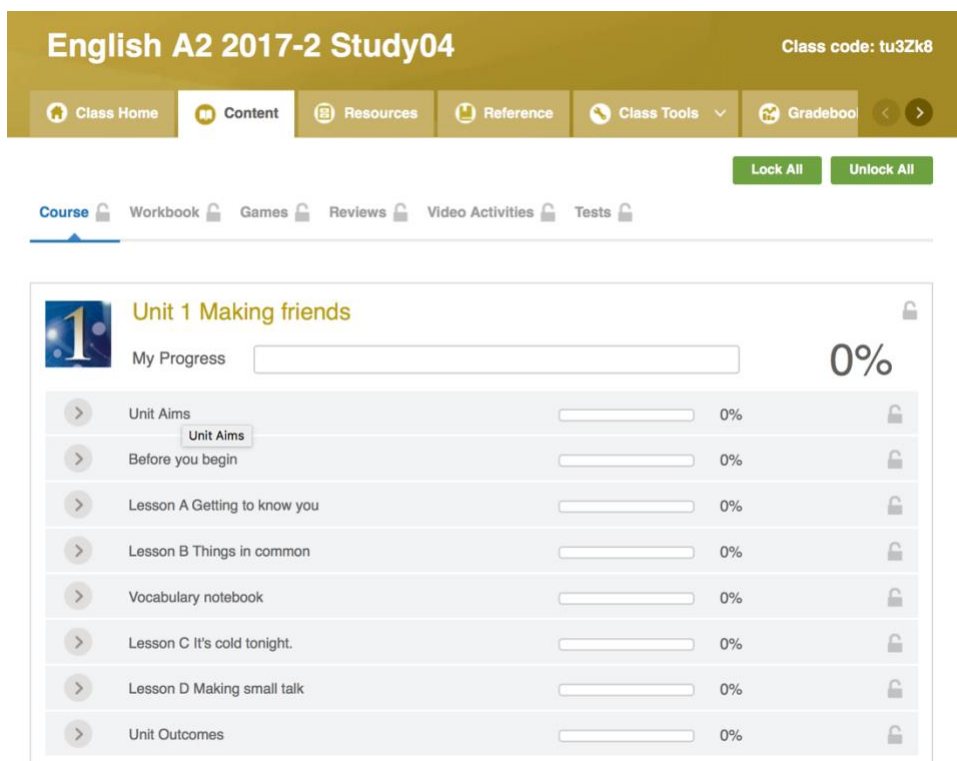 English A2 2017-2 Study04
Class code: tu3Zk8
Class Home
Content
Resources
Reference
Class Tools
Gradeboo
Lock All
Unlock All
Course
Workbook
Games
Reviews
Video Activities
Tests
1
Unit 1 Making friends
My Progress
0%
Unit Aims 0%
Unit Aims
Before you begin 0%
Lesson A Getting to know you 0%
Lesson B Things in common 0%
Vocabulary notebook 0%
Lesson C It's cold tonight. 0%
Lesson D Making small talk 0%
Unit Outcomes 0%